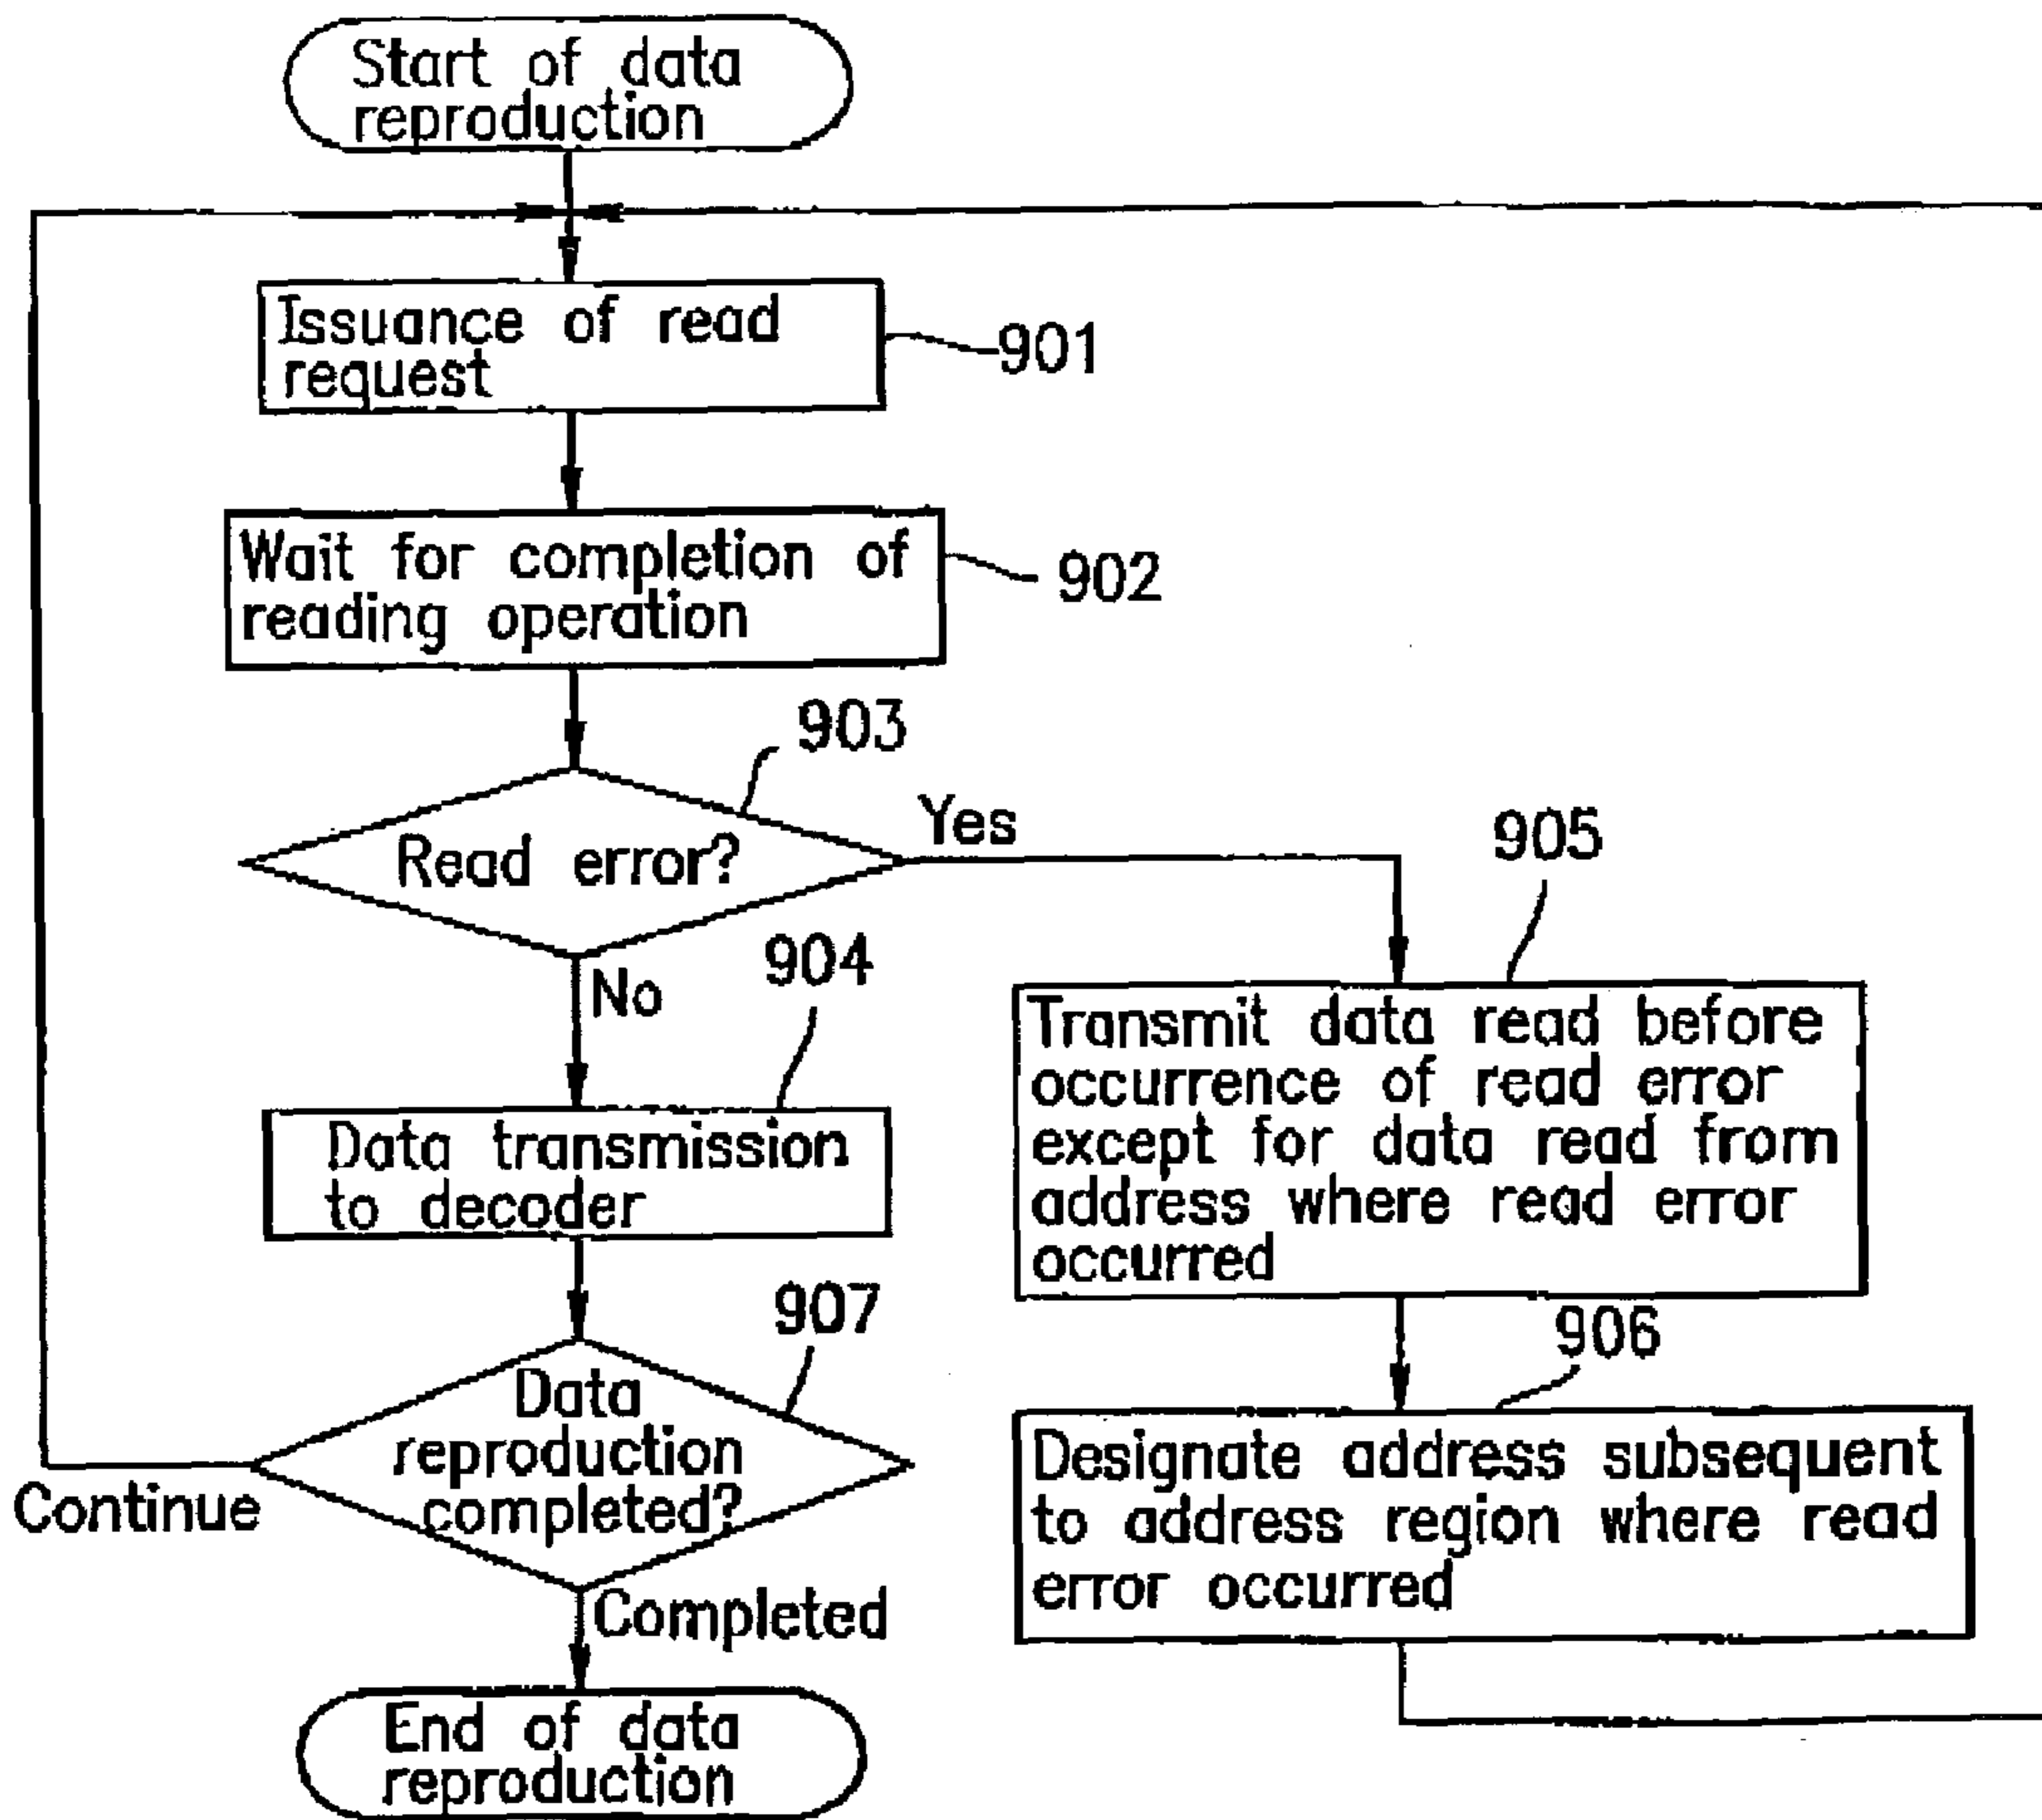 Start of data
reproduction
Issuance of read
request
901
Wait for completion of
reading operation
902
903
Read error?
Yes
No
904
Data transmission
to decoder
905
Transmit data read before
occurrence of read error
except for data read from
address where read error
occurred
906
Designate address subsequent
to address region where read
error occurred
907
Data
reproduction
completed?
Continue
Completed
End of data
reproduction